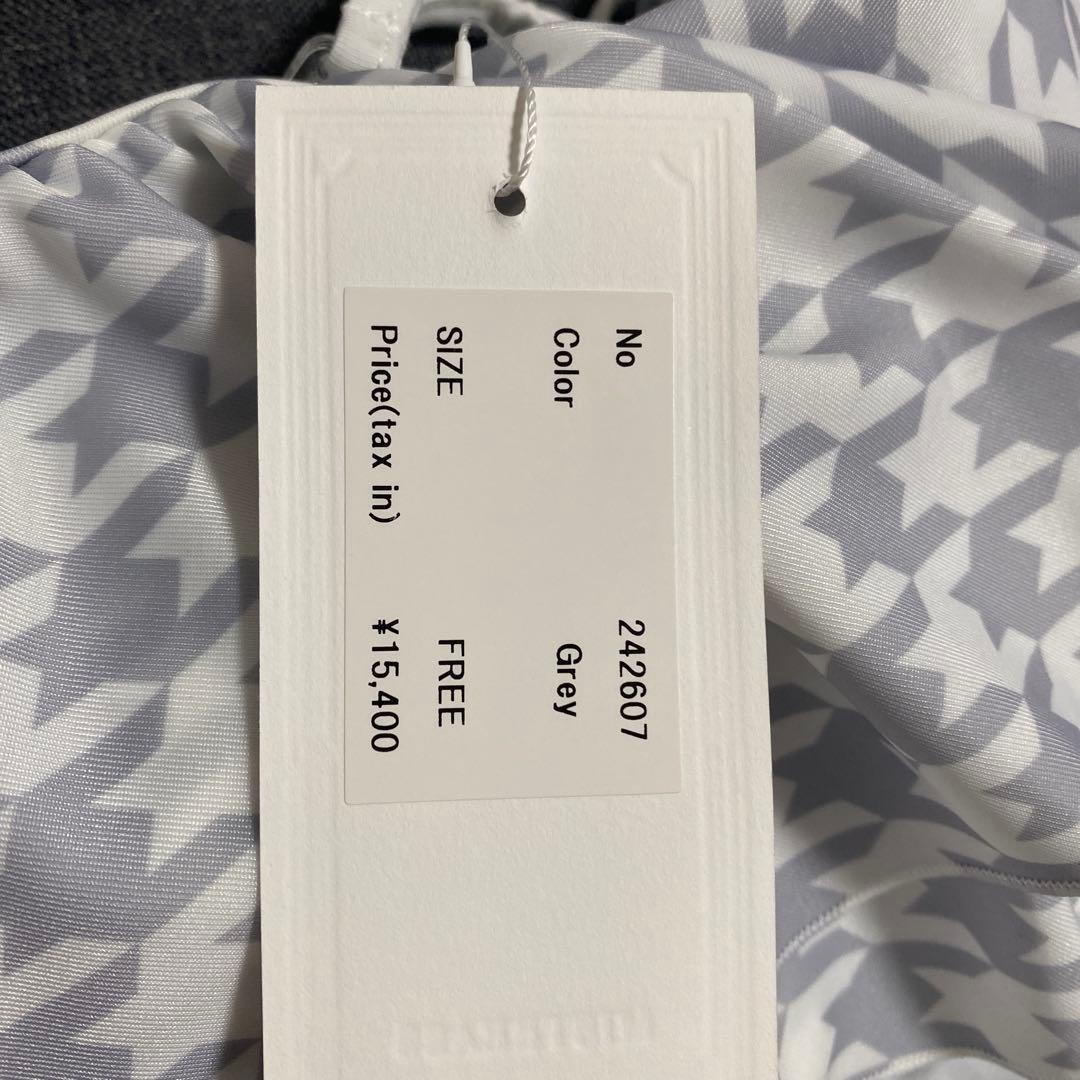 No 242607
Color Grey
SIZE FREE
Price(tax in) ¥15,400